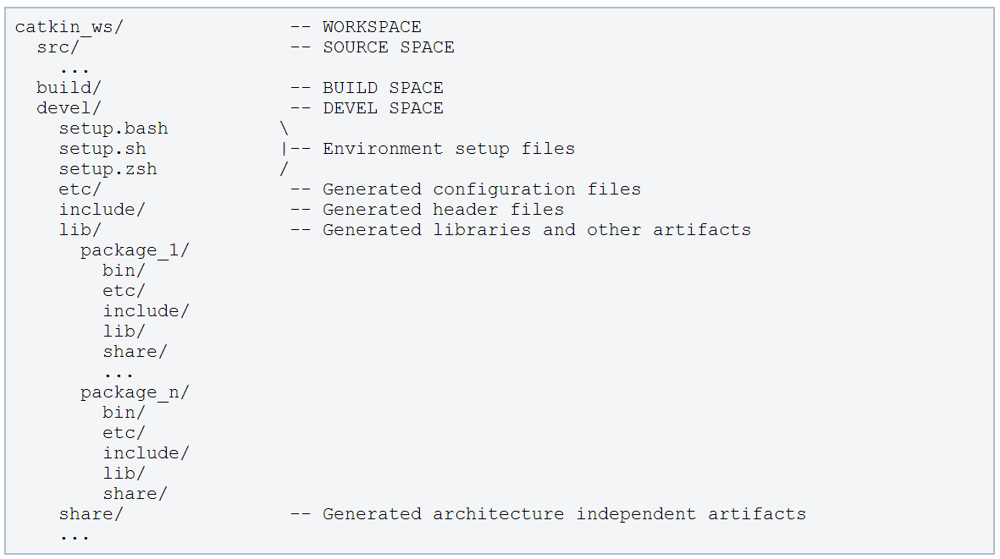 catkin_ws/               -- WORKSPACE
  src/                   -- SOURCE SPACE
    ...
  build/                 -- BUILD SPACE
  devel/                 -- DEVEL SPACE
    setup.bash          \
    setup.sh            |-- Environment setup files
    setup.zsh           /
    etc/                 -- Generated configuration files
    include/             -- Generated header files
    lib/                 -- Generated libraries and other artifacts
      package_1/
        bin/
        etc/
        include/
        lib/
        share/
        ...
      package_n/
        bin/
        etc/
        include/
        lib/
        share/
    share/               -- Generated architecture independent artifacts
    ...